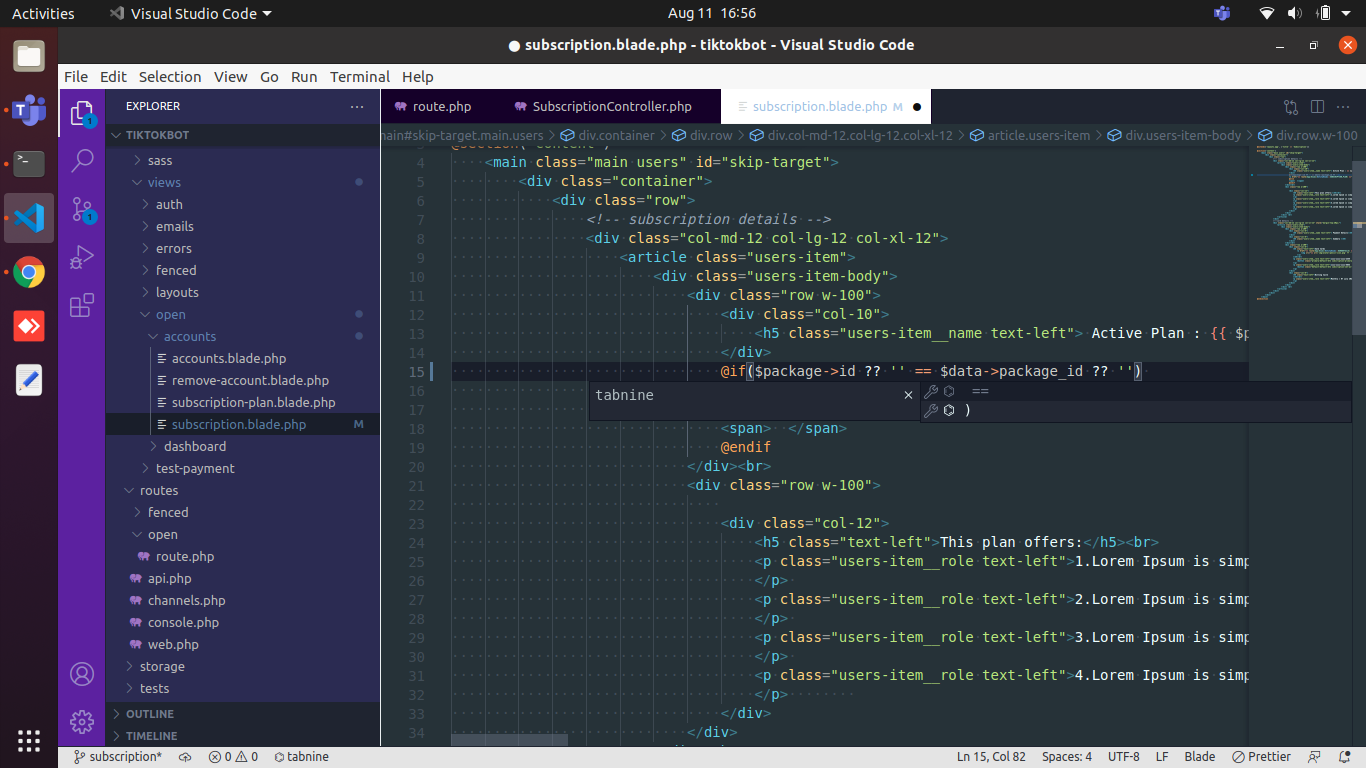 Activities
Visual Studio Code
Aug 11 16:56
● subscription.blade.php - tiktokbot - Visual Studio Code
File Edit Selection View Go Run Terminal Help
EXPLORER
TIKTOKBOT
sass
views
auth
emails
errors
fenced
layouts
open
accounts
accounts.blade.php
remove-account.blade.php
subscription-plan.blade.php
subscription.blade.php M
dashboard
test-payment
routes
fenced
open
route.php
api.php
channels.php
console.php
web.php
storage
tests
OUTLINE
TIMELINE
1
1
route.php
SubscriptionController.php
subscription.blade.php M ●
nain#skip-target.main.users > div.container > div.row > div.col-md-12.col-lg-12.col-xl-12 > article.users-item > div.users-item-body > div.row.w-100
4 <main class="main users" id="skip-target">
5 <div class="container">
6 <div class="row">
7 <!-- subscription details -->
8 <div class="col-md-12 col-lg-12 col-xl-12">
9 <article class="users-item">
10 <div class="users-item-body">
11 <div class="row w-100">
12 <div class="col-10">
13 <h5 class="users-item__name text-left"> Active Plan : {{ $p
14 </div>
15 @if($package->id ?? '' == $data->package_id ?? '')
16
tabnine
==
)
17
18 <span> </span>
19 @endif
20 </div><br>
21 <div class="row w-100">
22
23 <div class="col-12">
24 <h5 class="text-left">This plan offers:</h5><br>
25 <p class="users-item__role text-left">1.Lorem Ipsum is simp
26 </p>
27 <p class="users-item__role text-left">2.Lorem Ipsum is simp
28 </p>
29 <p class="users-item__role text-left">3.Lorem Ipsum is simp
30 </p>
31 <p class="users-item__role text-left">4.Lorem Ipsum is simp
32 </p>
33 </div>
34 </div>
subscription* 0 0 tabnine
Ln 15, Col 82 Spaces: 4 UTF-8 LF Blade Prettier